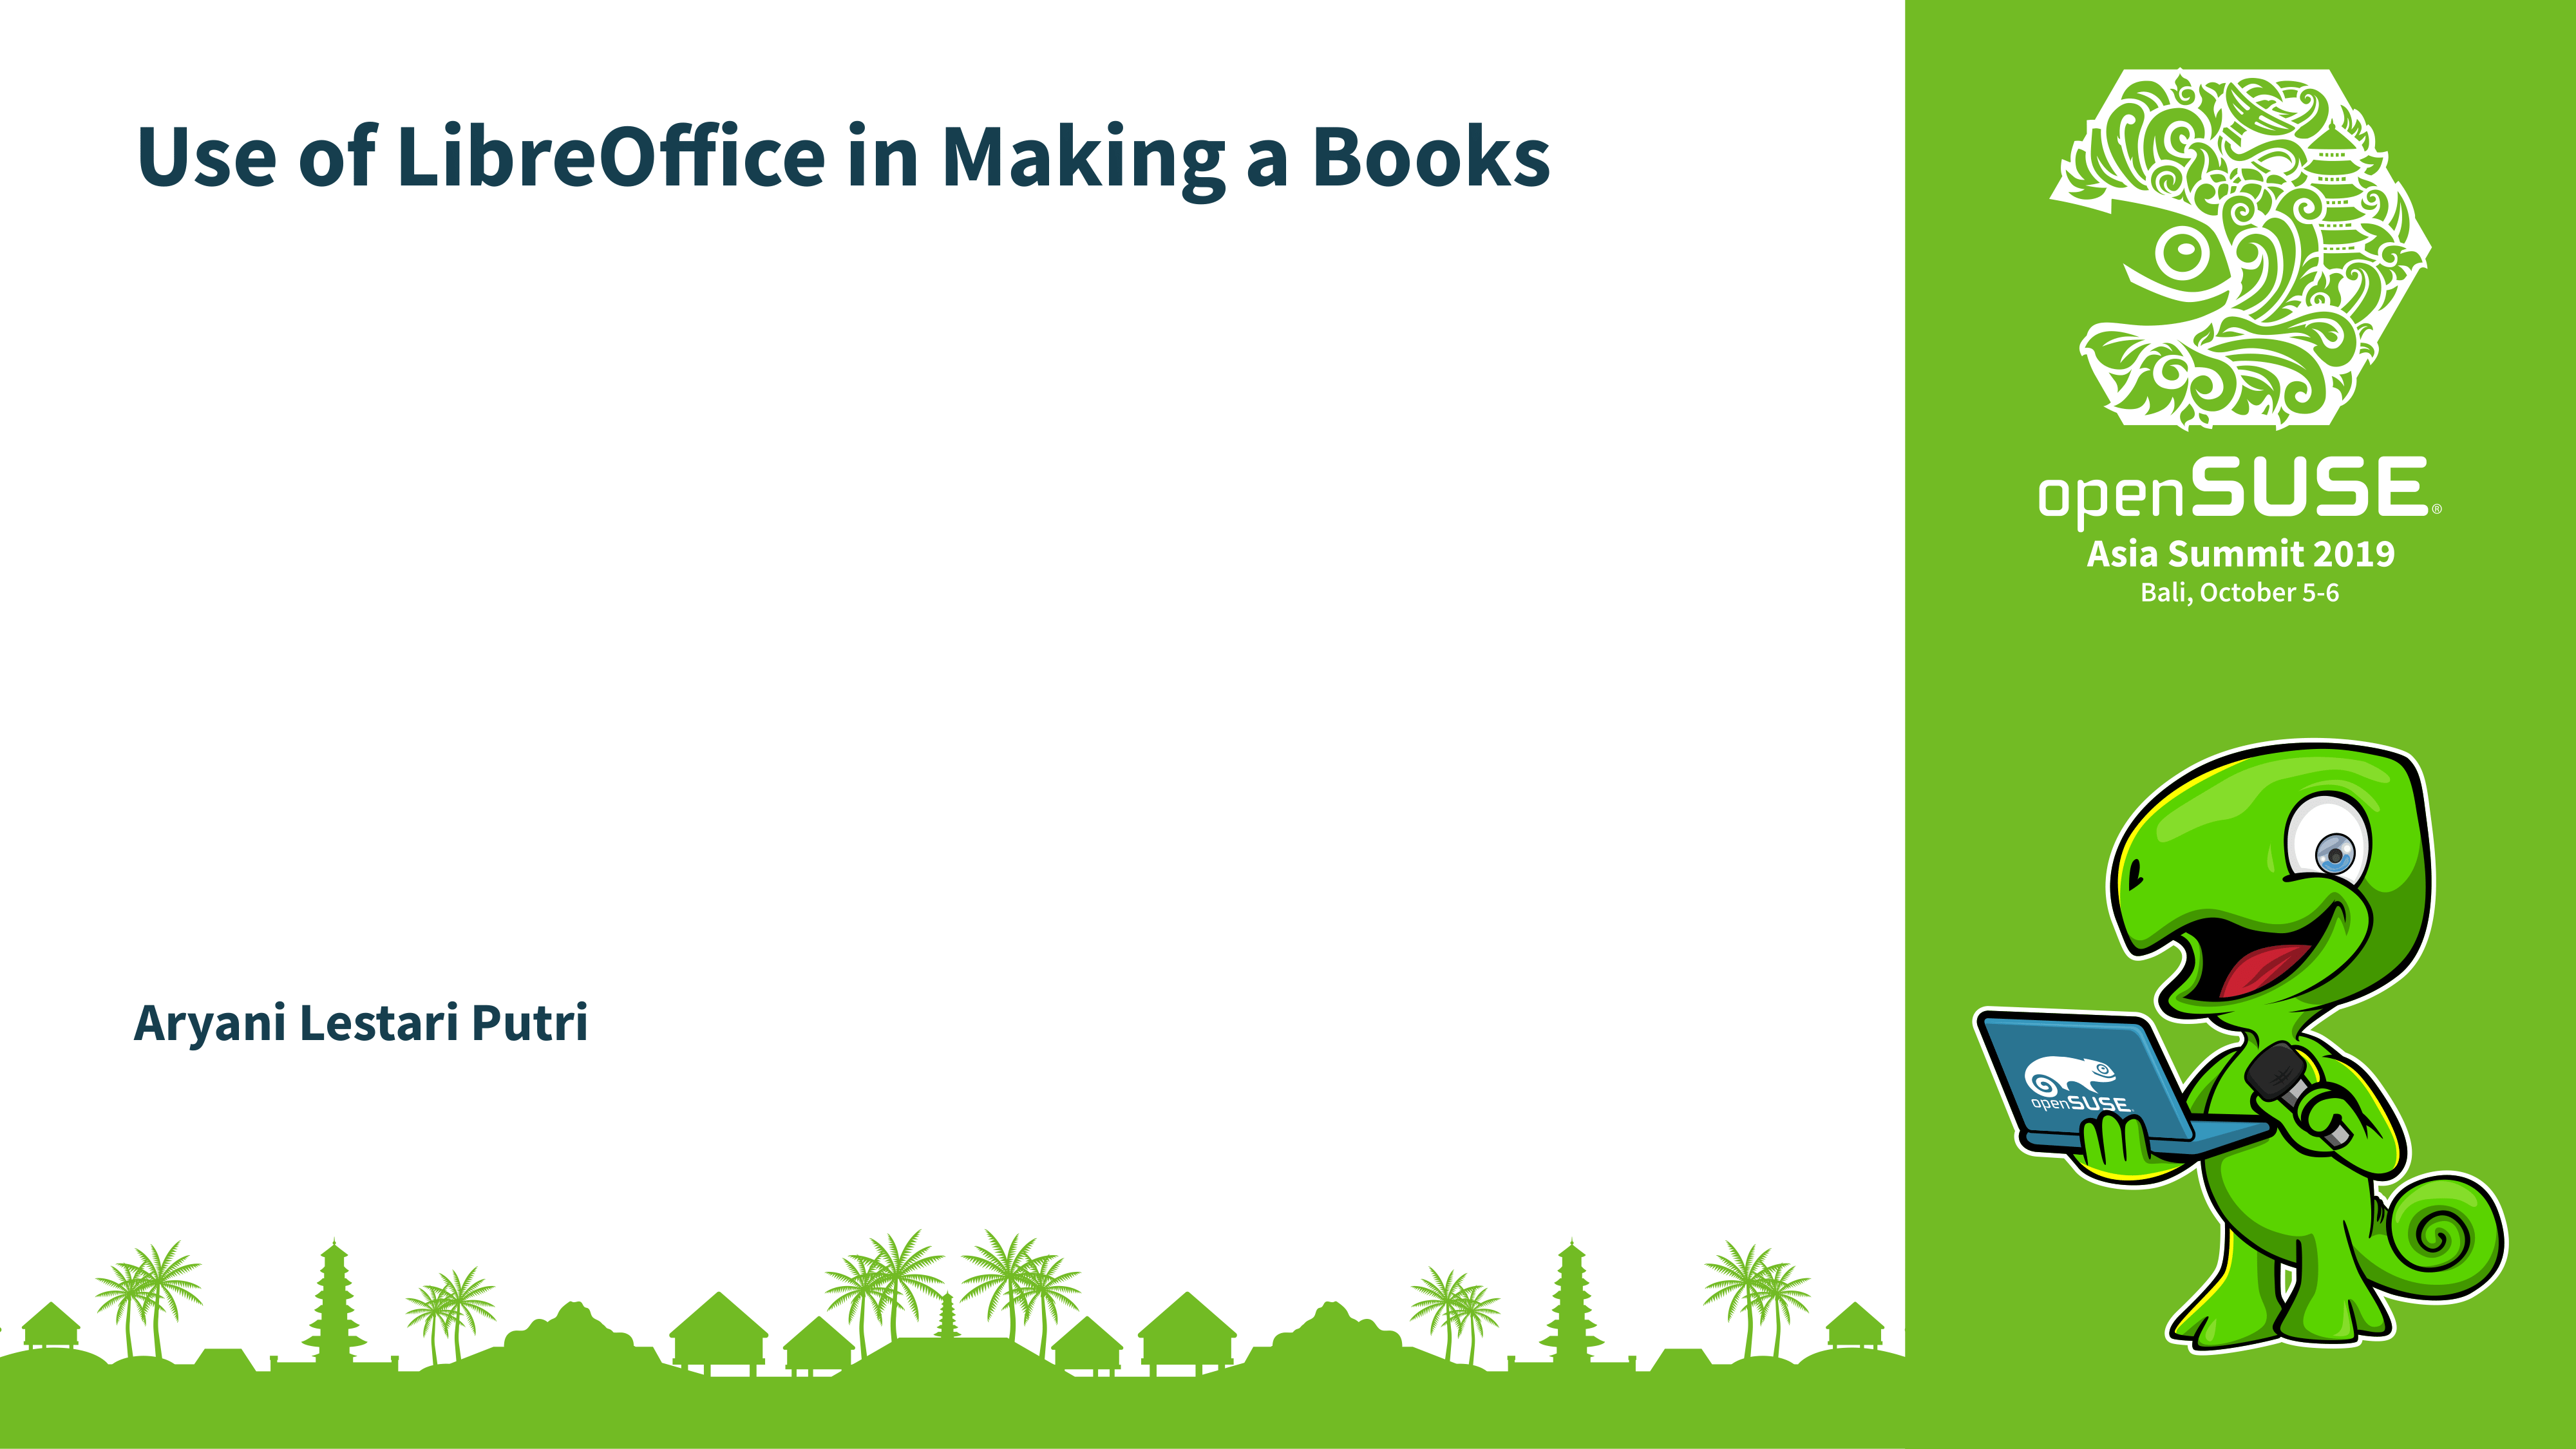 Use of LibreOffice in Making a Books
Aryani Lestari Putri
openSUSE®
Asia Summit 2019
Bali, October 5-6
openSUSE